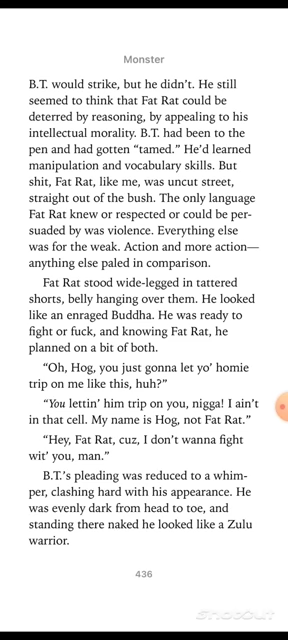 Monster
B.T. would strike, but he didn't. He still
seemed to think that Fat Rat could be
deterred by reasoning, by appealing to his
intellectual morality. B.T. had been to the
pen and had gotten “tamed.” He'd learned
manipulation and vocabulary skills. But
shit, Fat Rat, like me, was uncut street,
straight out of the bush. The only language
Fat Rat knew or respected or could be per-
suaded by was violence. Everything else
was for the weak. Action and more action—
anything else paled in comparison.
Fat Rat stood wide-legged in tattered
shorts, belly hanging over them. He looked
like an enraged Buddha. He was ready to
fight or fuck, and knowing Fat Rat, he
planned on a bit of both.
“Oh, Hog, you just gonna let yo' homie
trip on me like this, huh?”
“You lettin' him trip on you, nigga! I ain't
in that cell. My name is Hog, not Fat Rat.”
“Hey, Fat Rat, cuz, I don't wanna fight
wit' you, man.”
B.T.'s pleading was reduced to a whim-
per, clashing hard with his appearance. He
was evenly dark from head to toe, and
standing there naked he looked like a Zulu
warrior.
436
shotcut